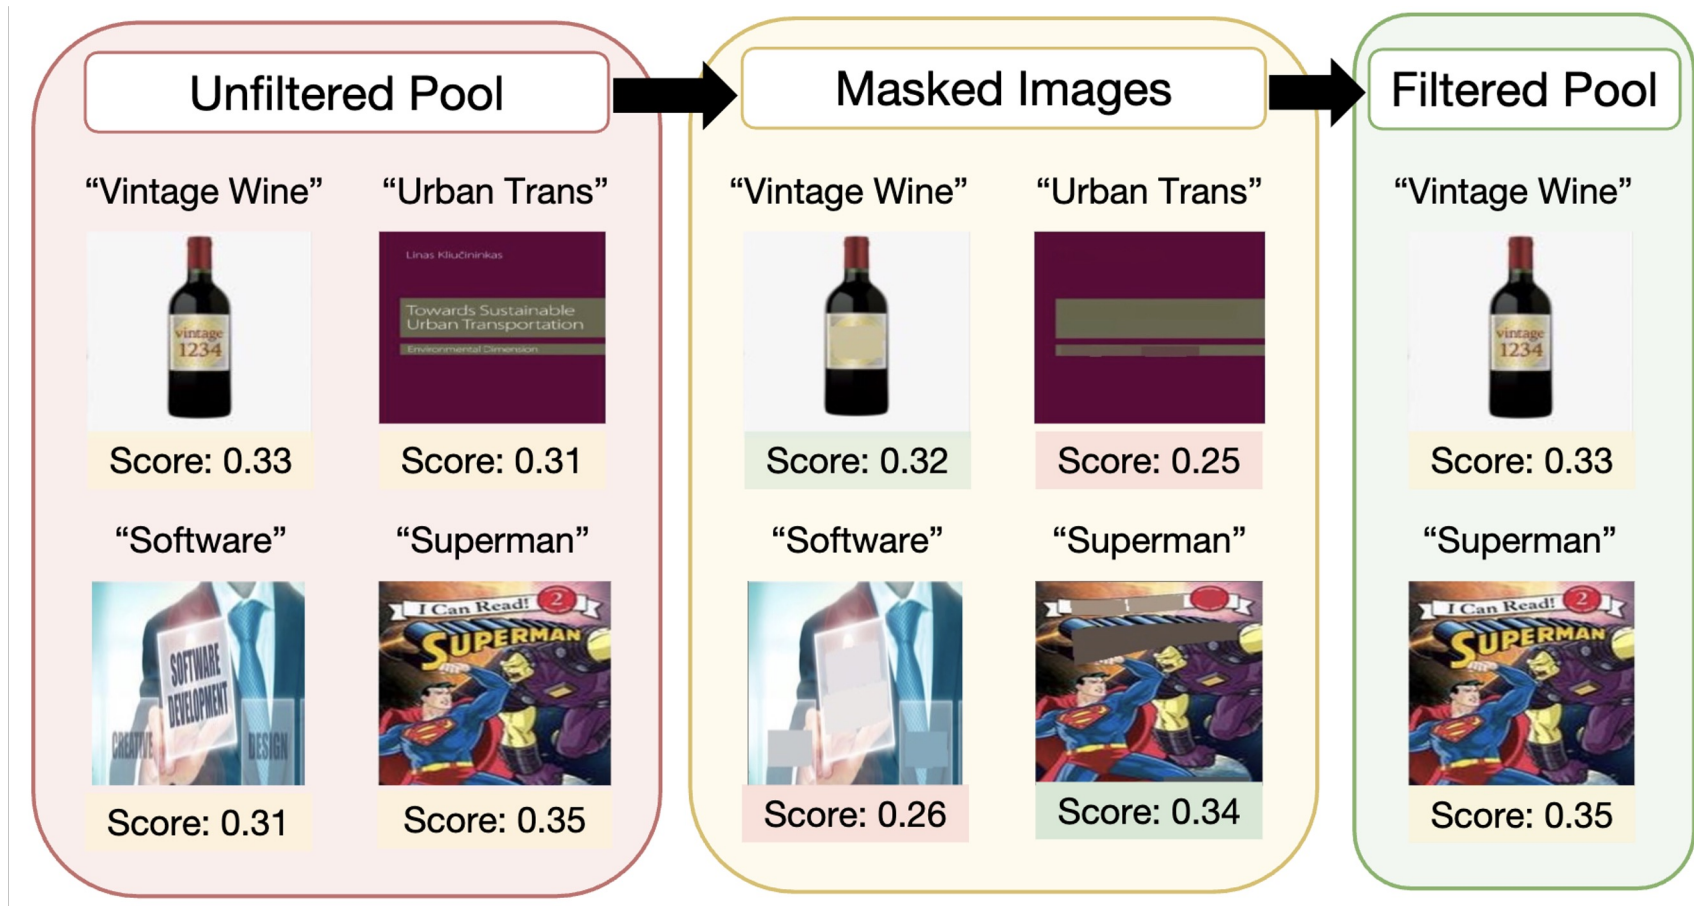 Unfiltered Pool
“Vintage Wine”
“Urban Trans”
vintage
1234
Linas Kliučininkas
Towards Sustainable
Urban Transportation
Environmental Dimension
Score: 0.33
Score: 0.31
“Software”
“Superman”
SOFTWARE
DEVELOPMENT
CREATIVE
DESIGN
I Can Read!
2
SUPERMAN
Score: 0.31
Score: 0.35
Masked Images
“Vintage Wine”
“Urban Trans”
Score: 0.32
Score: 0.25
“Software”
“Superman”
Score: 0.26
Score: 0.34
Filtered Pool
“Vintage Wine”
vintage
1234
Score: 0.33
“Superman”
I Can Read!
2
SUPERMAN
Score: 0.35